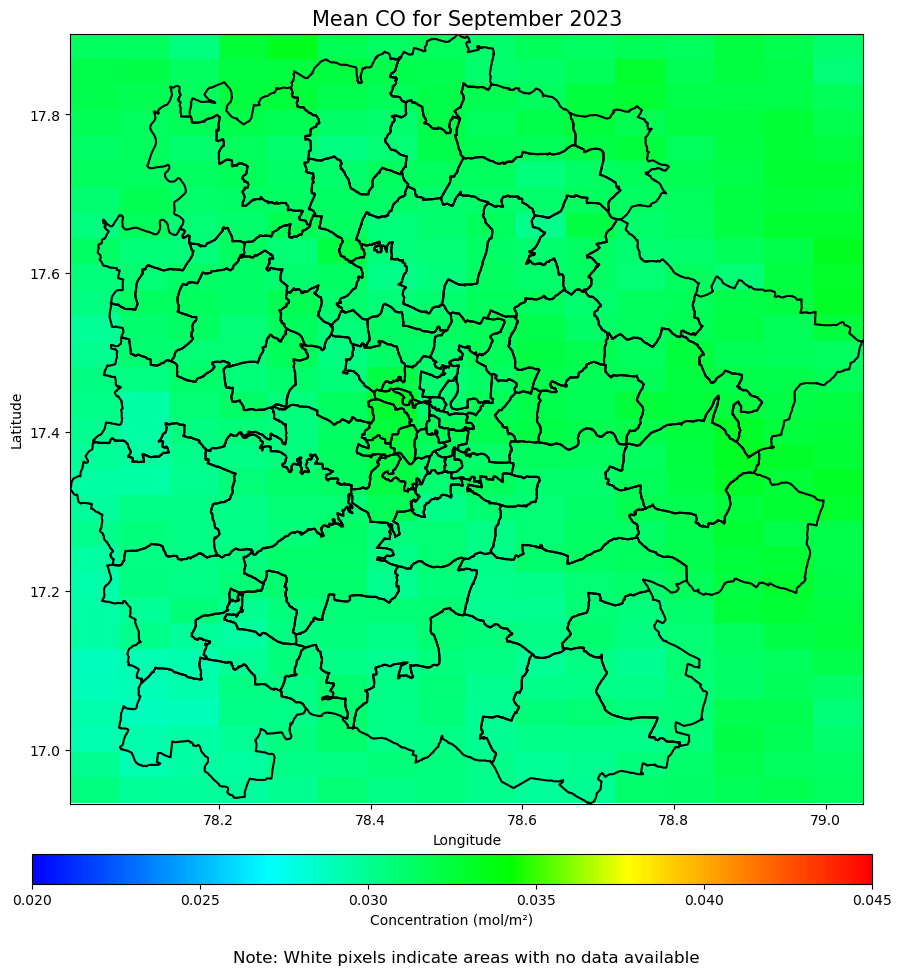 Mean CO for September 2023
17.8
17.6
17.4
17.2
17.0
Latitude
78.2 78.4 78.6 78.8 79.0
Longitude
0.020 0.025 0.030 0.035 0.040 0.045
Concentration (mol/m²)
Note: White pixels indicate areas with no data available